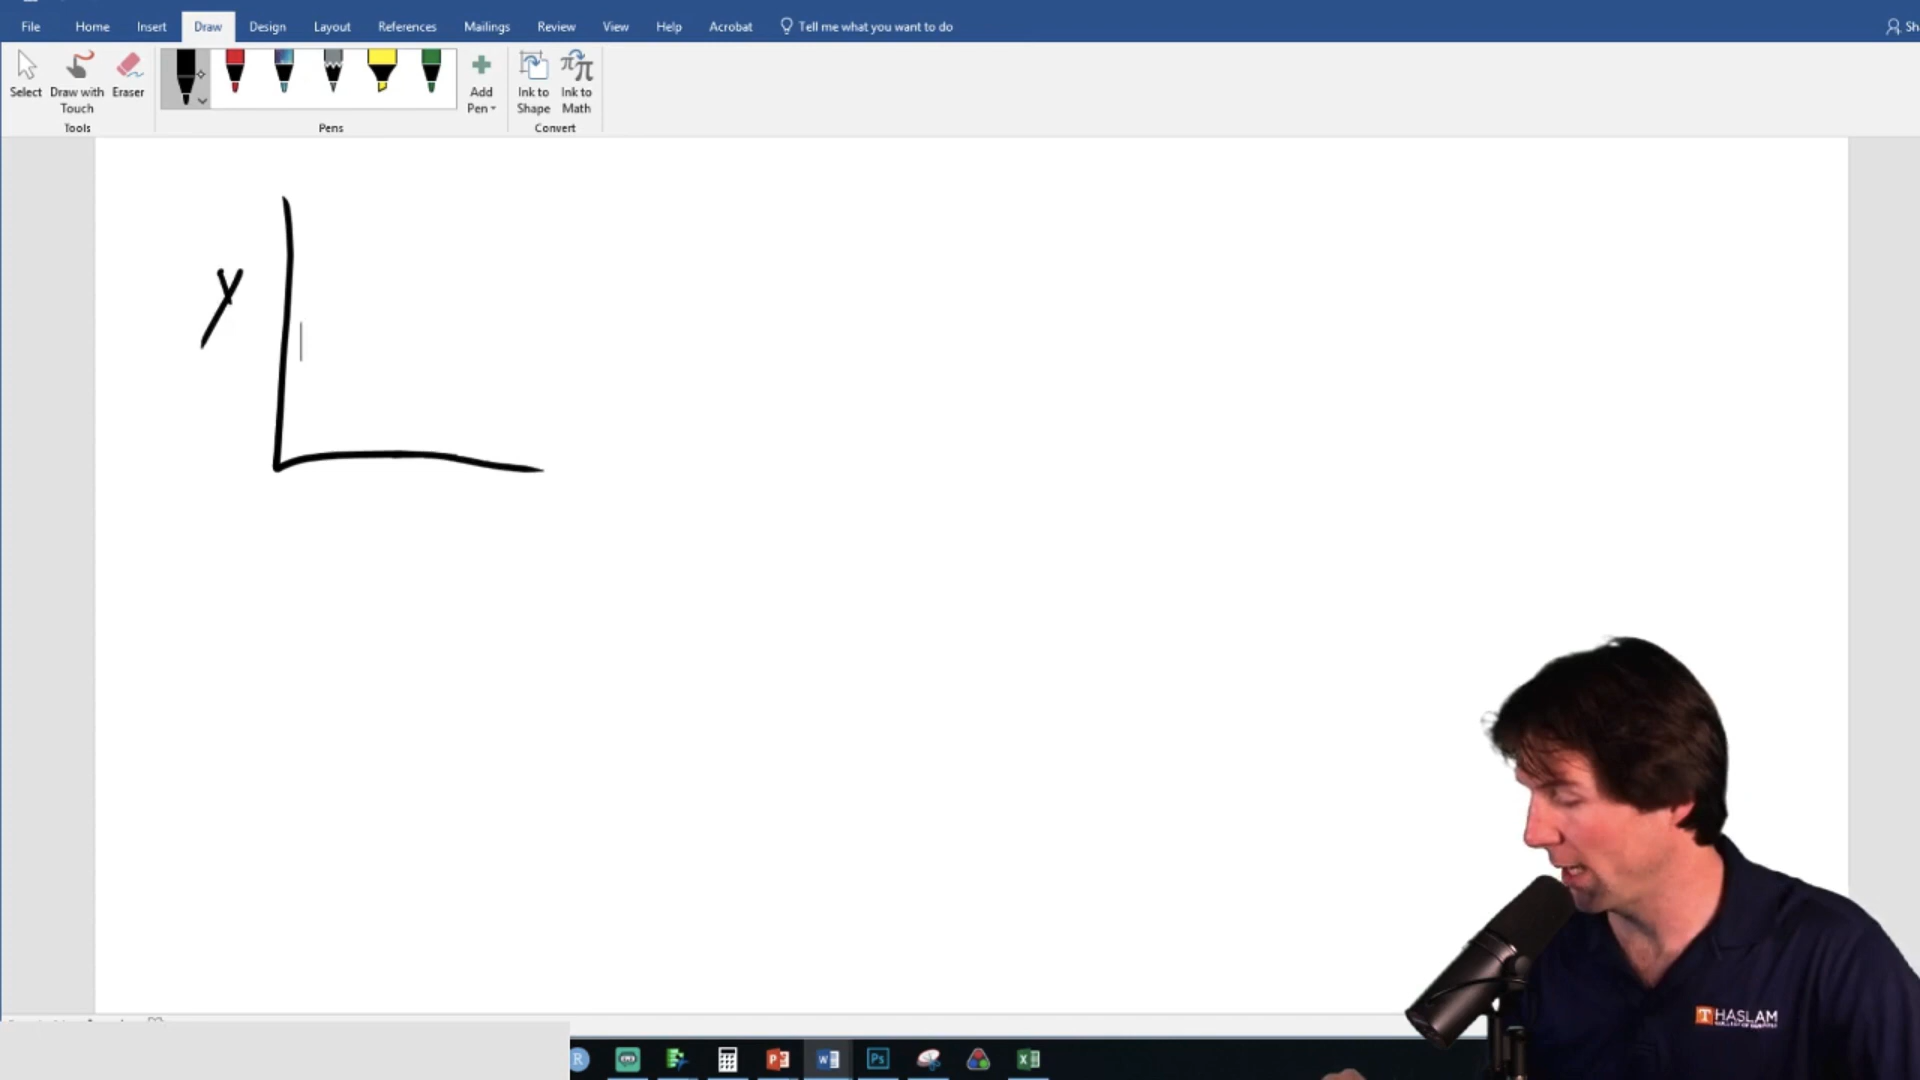 File Home Insert Draw Design Layout References Mailings Review View Help Acrobat Tell me what you want to do Sh
Select Draw with Touch Eraser Add Pen Ink to Shape Ink to Math
Tools Pens Convert
y
T HASLAM